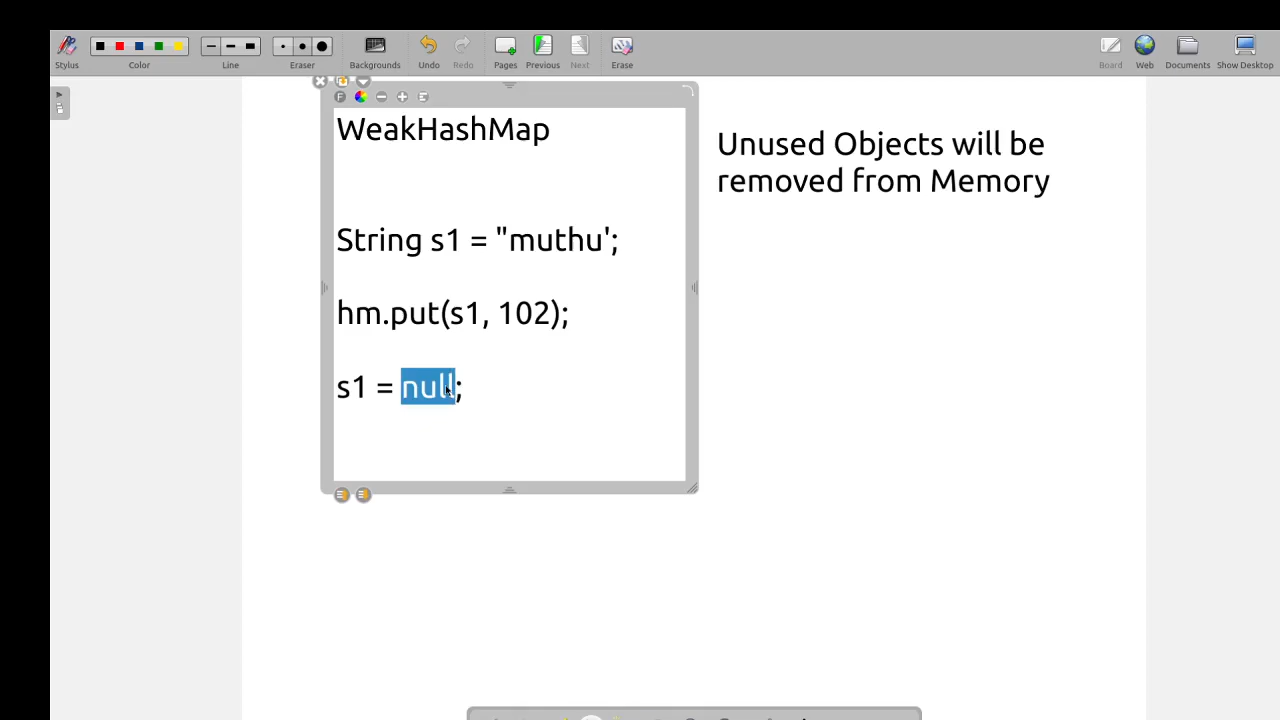 Stylus
Color
Line
Eraser
Backgrounds
Undo
Redo
Pages
Previous
Next
Erase
Board
Web
Documents
Show Desktop
F
WeakHashMap
String s1 = "muthu';
hm.put(s1, 102);
s1 = null;
Unused Objects will be
removed from Memory